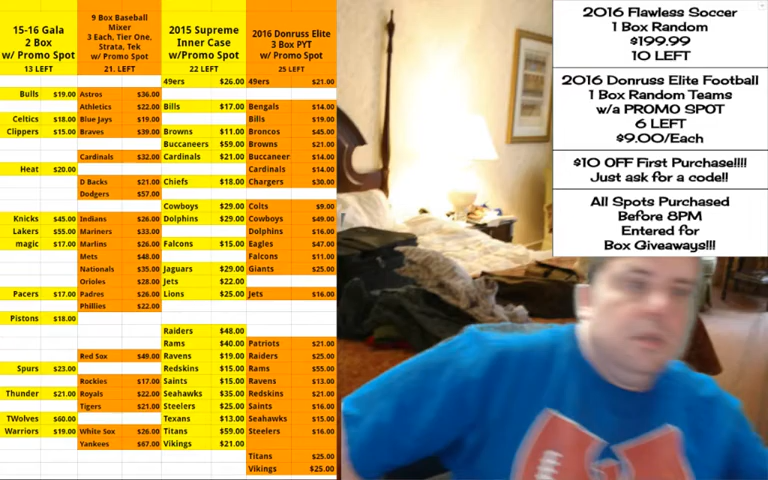 15-16 Gala
2 Box
w/ Promo Spot
13 LEFT
Bulls $19.00
Celtics $18.00
Clippers $15.00
Heat $20.00
Knicks $45.00
Lakers $55.00
magic $17.00
Pacers $17.00
Pistons $18.00
Spurs $23.00
Thunder $21.00
TWolves $60.00
Warriors $19.00
9 Box Baseball
Mixer
3 Each, Tier One,
Strata, Tek
w/ Promo Spot
21. LEFT
Astros $36.00
Athletics $22.00
Blue Jays $19.00
Braves $39.00
Cardinals $32.00
D Backs $21.00
Dodgers $57.00
Indians $26.00
Mariners $33.00
Marlins $26.00
Mets $48.00
Nationals $35.00
Orioles $28.00
Padres $26.00
Phillies $22.00
Red Sox $49.00
Rockies $17.00
Royals $22.00
Tigers $21.00
White Sox $26.00
Yankees $67.00
2015 Supreme
Inner Case
w/Promo Spot
22 LEFT
49ers $26.00
Bills $17.00
Browns $11.00
Buccaneers $59.00
Cardinals $21.00
Chiefs $18.00
Cowboys $29.00
Dolphins $29.00
Falcons $15.00
Jaguars $29.00
Jets $22.00
Lions $25.00
Raiders $48.00
Rams $40.00
Ravens $19.00
Redskins $15.00
Saints $15.00
Seahawks $35.00
Steelers $25.00
Texans $13.00
Titans $59.00
Vikings $21.00
2016 Donruss Elite
3 Box PYT
w/ Promo Spot
25 LEFT
49ers $21.00
Bengals $14.00
Bills $19.00
Broncos $45.00
Browns $21.00
Buccaneer $14.00
Cardinals $14.00
Chargers $30.00
Colts $9.00
Cowboys $49.00
Dolphins $16.00
Eagles $47.00
Falcons $11.00
Giants $25.00
Jets $16.00
Patriots $21.00
Raiders $25.00
Rams $55.00
Ravens $13.00
Redskins $21.00
Saints $16.00
Seahawks $15.00
Steelers $16.00
Titans $25.00
Vikings $25.00
2016 Flawless Soccer
1 Box Random
$199.99
10 LEFT
2016 Donruss Elite Football
1 Box Random Teams
w/a PROMO SPOT
6 LEFT
$9.00/Each
$10 OFF First Purchase!!!!
Just ask for a code!!
All Spots Purchased
Before 8PM
Entered for
Box Giveaways!!!